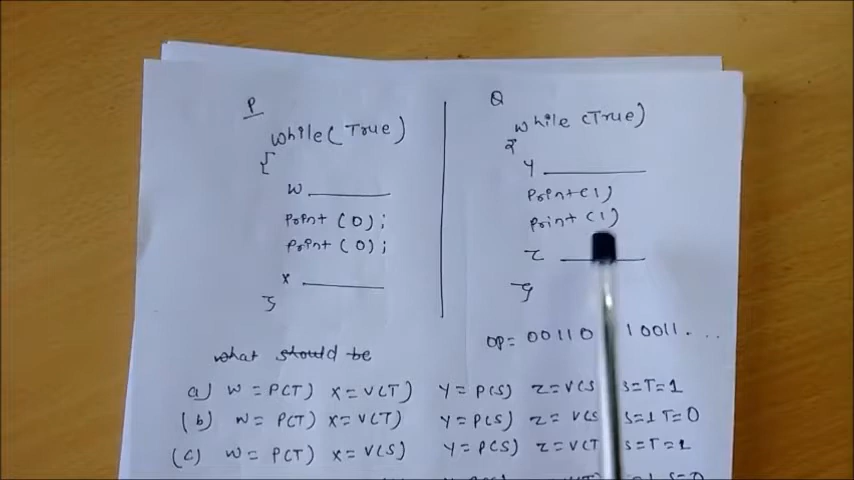 P
while(True)
{
W
Print (0);
Print (0);
X
}
Q
while (True)
{
Y
Print(1)
Print (1)
Z
}
OP= 00110 10011....
what should be
a) W = P(T) X = V(T) Y = P(S) Z = V(S S=T=1
(b) W = P(T) X = V(T) Y = P(S) Z = V(S S=1 T=0
(c) W = P(T) X = V(S) Y = P(S) Z = V(T S=T=1